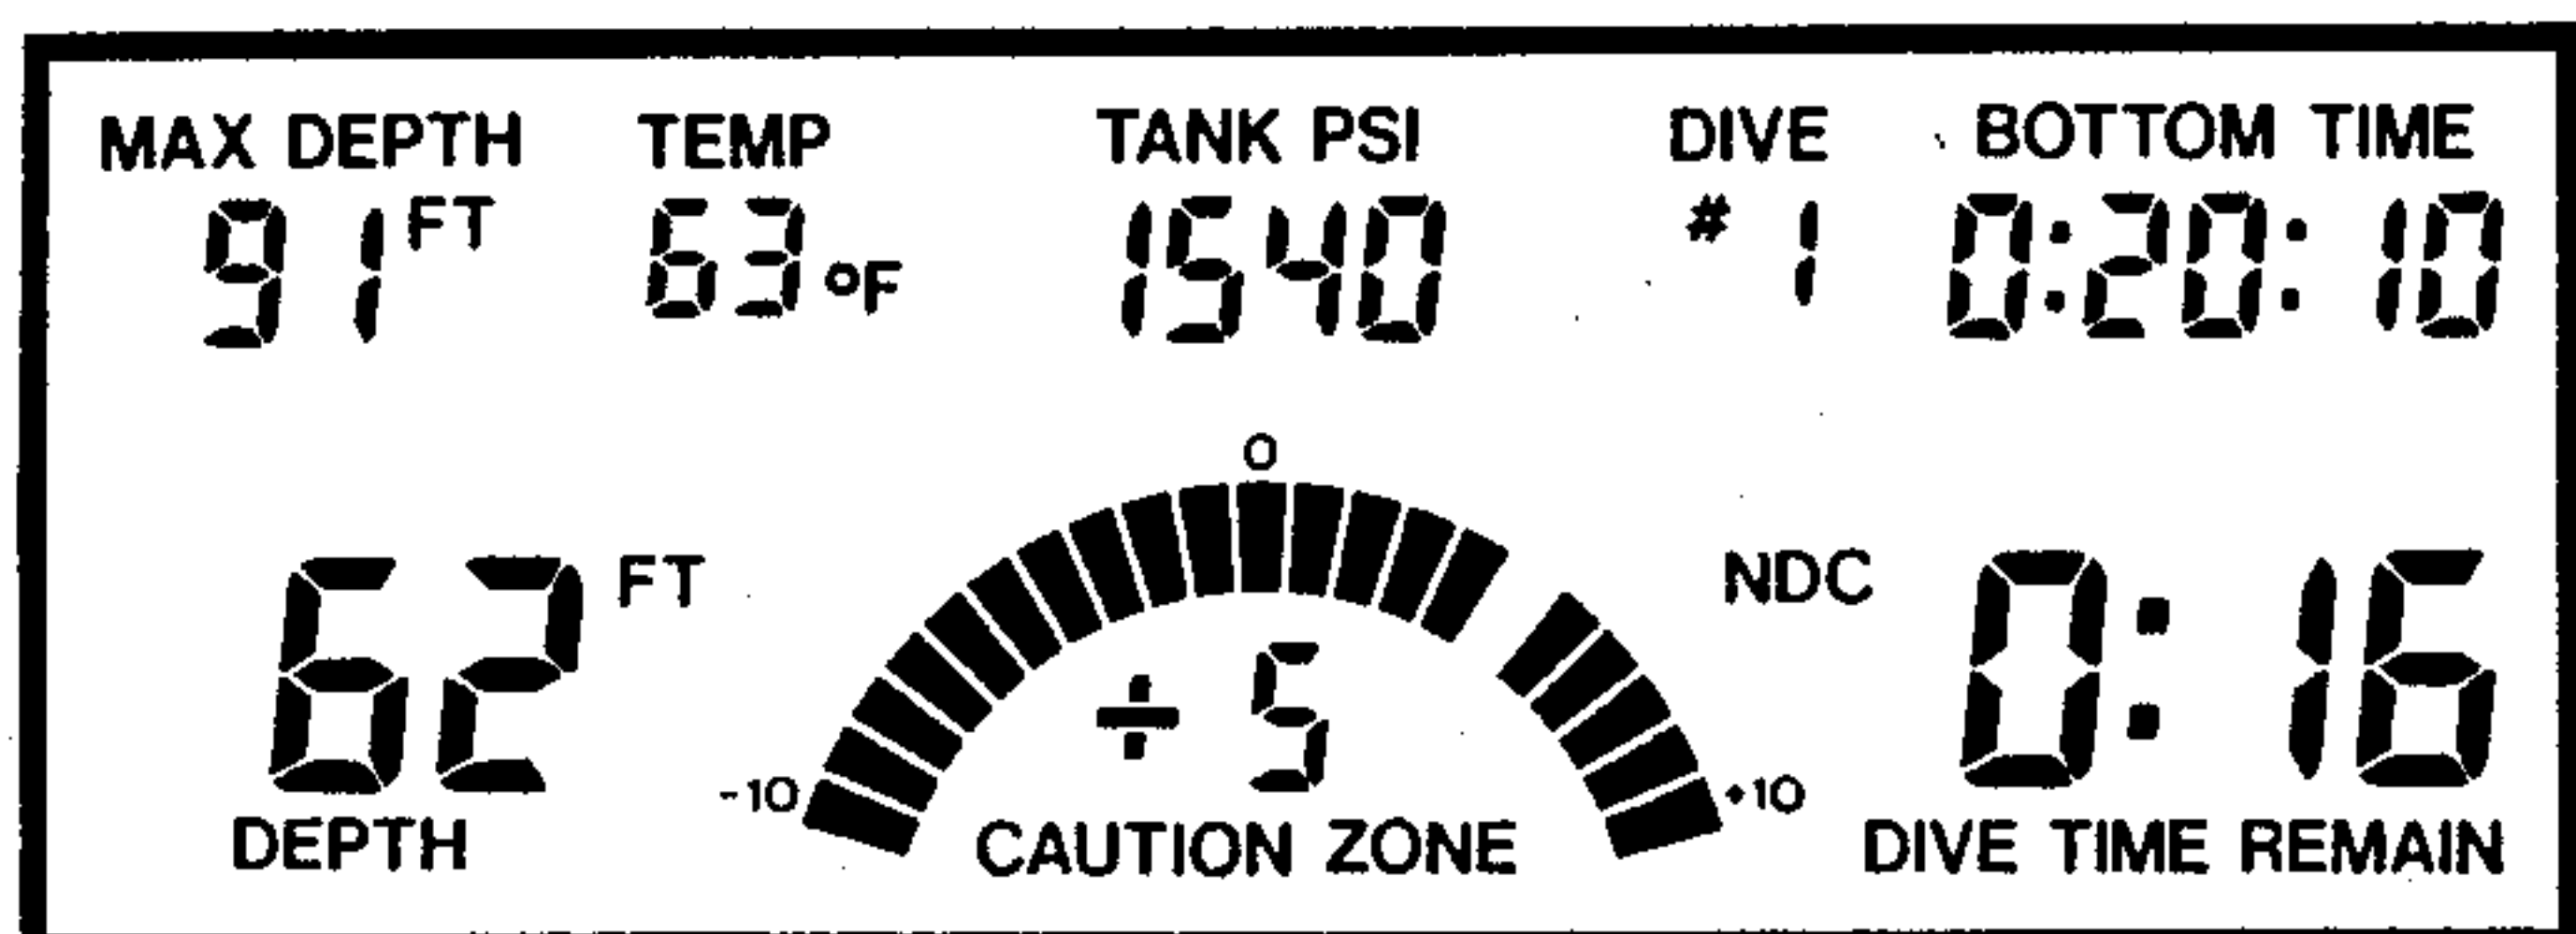 MAX DEPTH TEMP TANK PSI DIVE BOTTOM TIME
91 FT 63 °F 1540 # 1 0:20:10
0
62 FT ÷ 5 NDC 0:16
-10 +10
DEPTH CAUTION ZONE DIVE TIME REMAIN